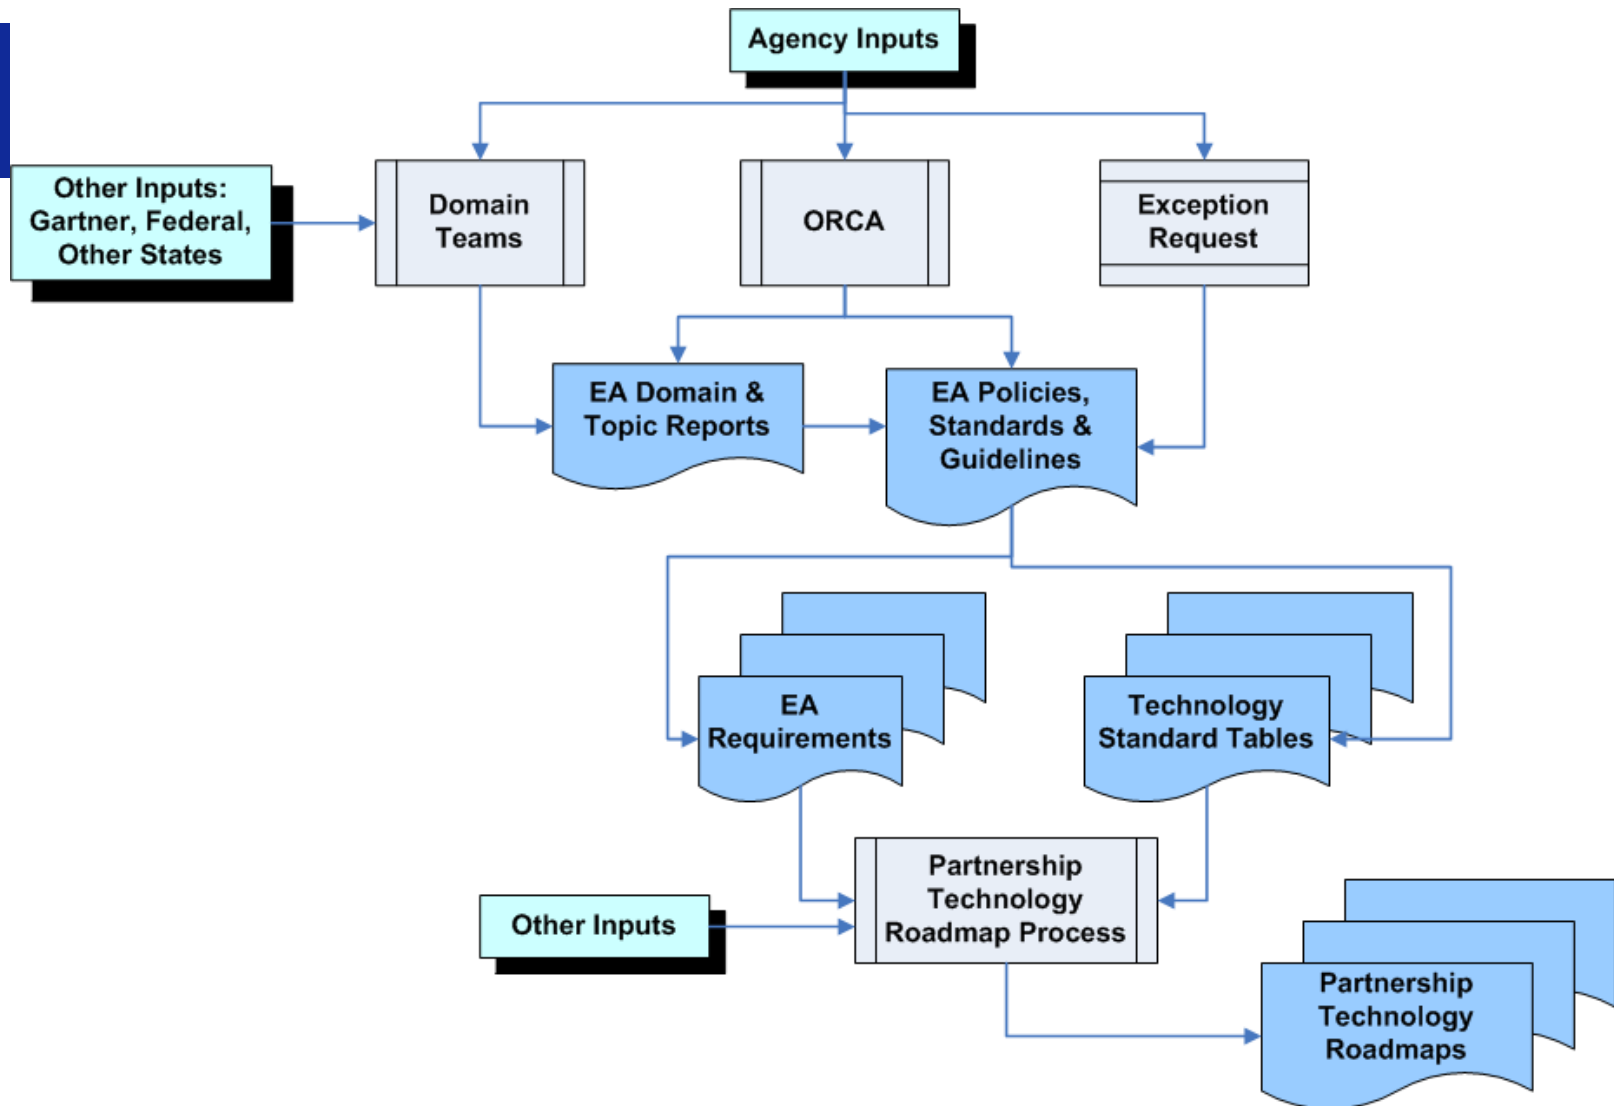 Agency Inputs
Other Inputs:
Gartner, Federal,
Other States
Domain
Teams
ORCA
Exception
Request
EA Domain &
Topic Reports
EA Policies,
Standards &
Guidelines
EA
Requirements
Technology
Standard Tables
Partnership
Technology
Roadmap Process
Other Inputs
Partnership
Technology
Roadmaps